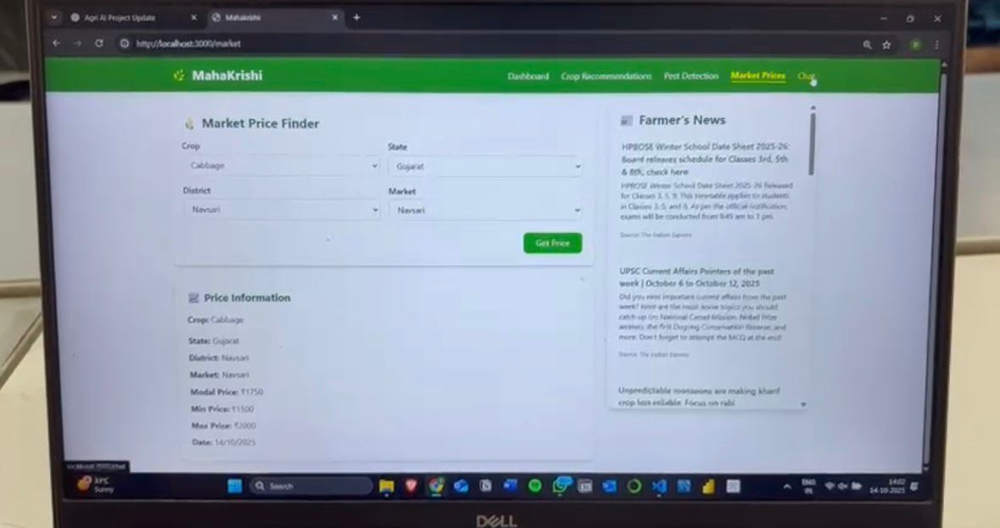 Agri AI Project Update
Mahakrishi
http://localhost:3000/market
MahaKrishi
Dashboard
Crop Recommendations
Pest Detection
Market Prices
Chat
Market Price Finder
Crop
State
Cabbage
Gujarat
District
Market
Navsari
Navsari
Get Price
Price Information
Crop: Cabbage
State: Gujarat
District: Navsari
Market: Navsari
Modal Price: ₹1750
Min Price: ₹1500
Max Price: ₹2000
Date: 14/10/2025
Farmer's News
HPBOSE Winter School Date Sheet 2025-26:
Board releases schedule for Classes 3rd, 5th
& 8th, check here
HPBOSE Winter School Date Sheet 2025-26 Released
for Classes 3, 5, 8: This timetable applies to students
in Classes 3, 5, and 8. As per the official notification,
exams will be conducted from 9:45 am to 1 pm.
Source: The Indian Express
UPSC Current Affairs Pointers of the past
week | October 6 to October 12, 2025
Did you miss important current affairs from the past
week? Here are the must-know topics you should
catch up on: National Mission, Nobel Prize
winners, the first Dugong Conservation Reserve, and
more. Don't forget to attempt the MCQ at the end!
Source: The Indian Express
Unpredictable monsoons are making kharif
crop less reliable. Focus on rabi
localhost:3000/chat
31°C
Sunny
Search
ENG
IN
14:02
14-10-2025
DELL